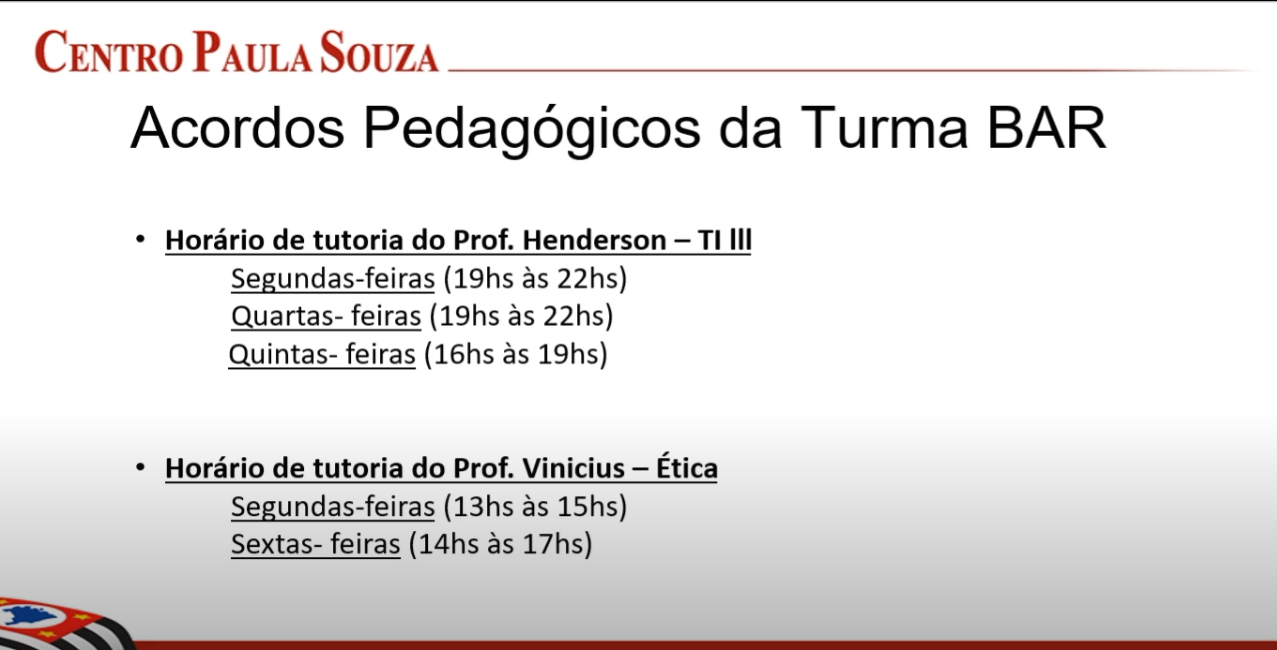 CENTRO PAULA SOUZA
Acordos Pedagógicos da Turma BAR
• Horário de tutoria do Prof. Henderson – TI lll
Segundas-feiras (19hs às 22hs)
Quartas- feiras (19hs às 22hs)
Quintas- feiras (16hs às 19hs)
• Horário de tutoria do Prof. Vinicius – Ética
Segundas-feiras (13hs às 15hs)
Sextas- feiras (14hs às 17hs)